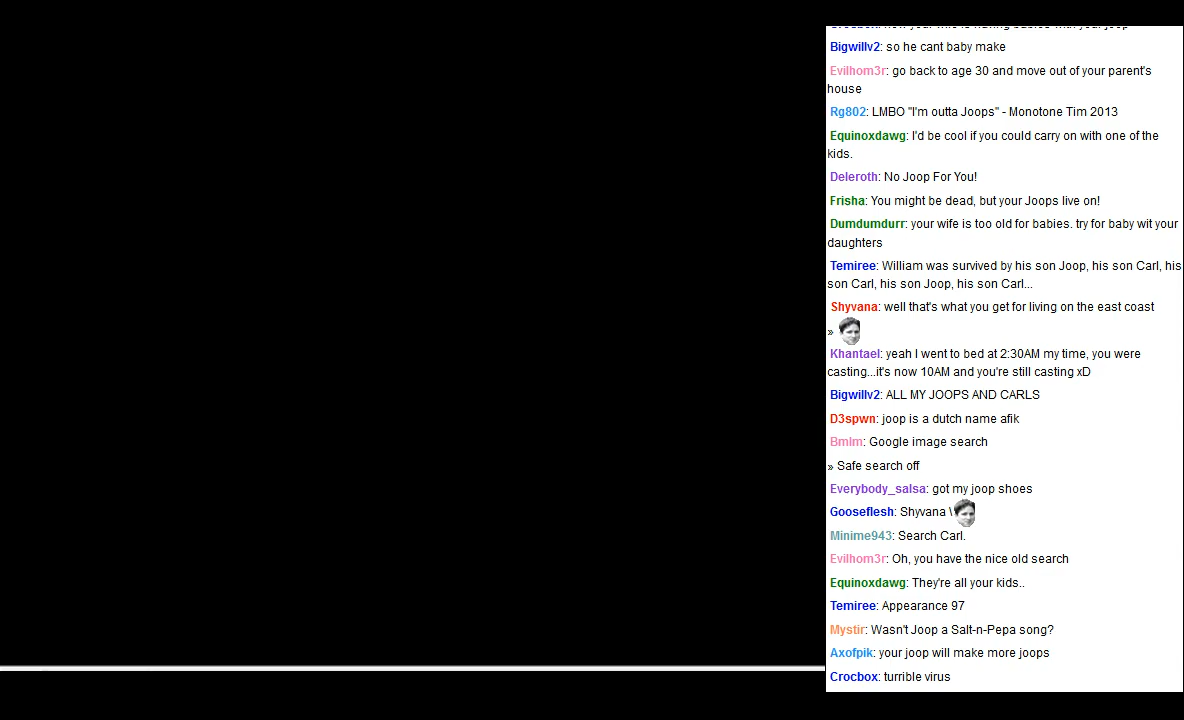 Bigwillv2: so he cant baby make
Evilhom3r: go back to age 30 and move out of your parent's
house
Rg802: LMBO "I'm outta Joops" - Monotone Tim 2013
Equinoxdawg: I'd be cool if you could carry on with one of the
kids.
Deleroth: No Joop For You!
Frisha: You might be dead, but your Joops live on!
Dumdumdurr: your wife is too old for babies. try for baby wit your
daughters
Temiree: William was survived by his son Joop, his son Carl, his
son Carl, his son Joop, his son Carl...
Shyvana: well that's what you get for living on the east coast
»
Khantael: yeah I went to bed at 2:30AM my time, you were
casting...it's now 10AM and you're still casting xD
Bigwillv2: ALL MY JOOPS AND CARLS
D3spwn: joop is a dutch name afik
Bmlm: Google image search
» Safe search off
Everybody_salsa: got my joop shoes
Gooseflesh: Shyvana \
Minime943: Search Carl.
Evilhom3r: Oh, you have the nice old search
Equinoxdawg: They're all your kids..
Temiree: Appearance 97
Mystir: Wasn't Joop a Salt-n-Pepa song?
Axofpik: your joop will make more joops
Crocbox: turrible virus